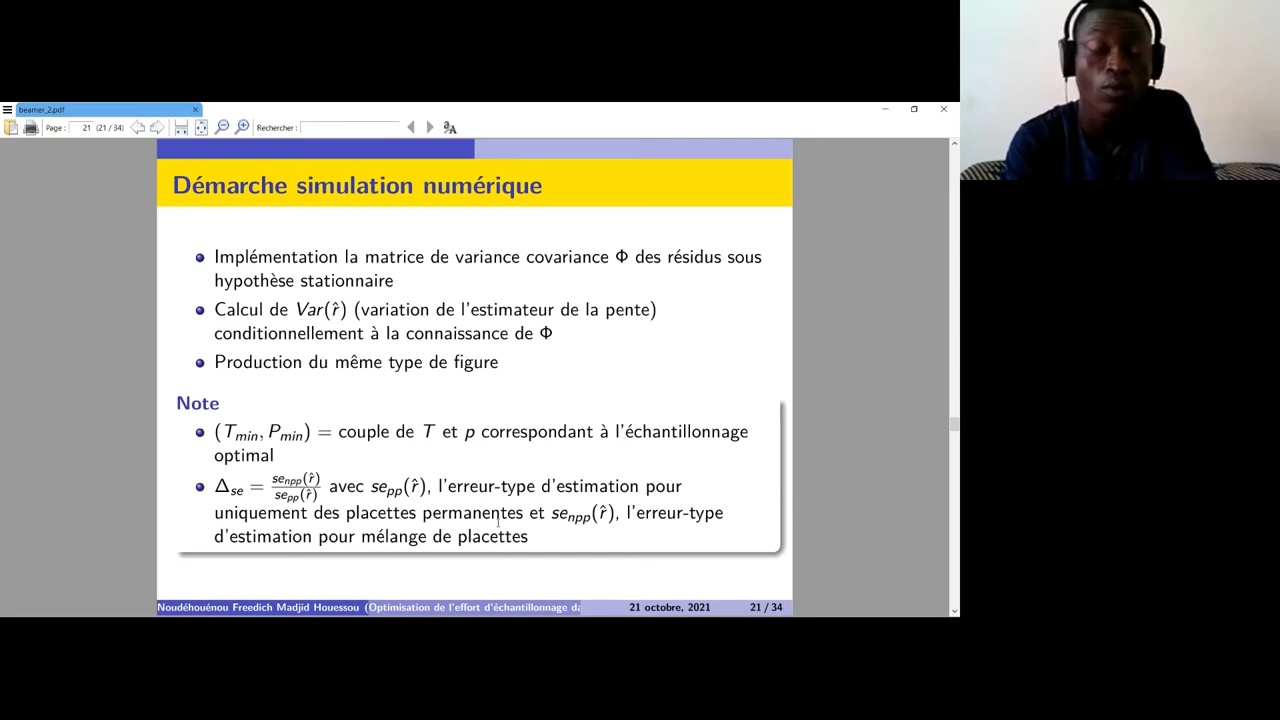 beamer_2.pdf
Page : 21 (21 / 34) Rechercher :
Démarche simulation numérique
Implémentation la matrice de variance covariance Φ des résidus sous
hypothèse stationnaire
Calcul de Var(r̂) (variation de l'estimateur de la pente)
conditionnellement à la connaissance de Φ
Production du même type de figure
Note
(T_min, P_min) = couple de T et p correspondant à l'échantillonnage
optimal
Δ_se = se_npp(r̂) / se_pp(r̂) avec se_pp(r̂), l'erreur-type d'estimation pour
uniquement des placettes permanentes et se_npp(r̂), l'erreur-type
d'estimation pour mélange de placettes
Noudéhouénou Freedich Madjid Houessou (Optimisation de l'effort d'échantillonnage da 21 octobre, 2021 21 / 34